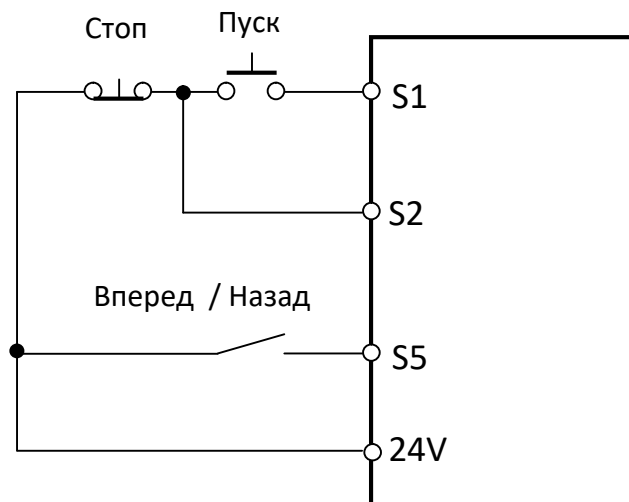 Стоп
Пуск
S1
S2
Вперед / Назад
S5
24V